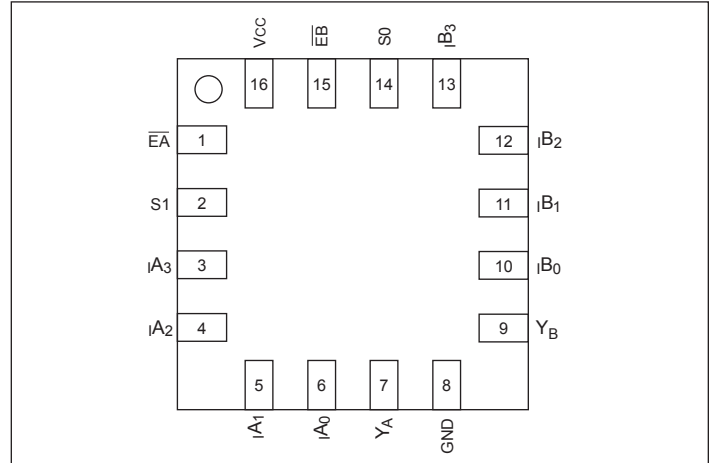 VCC
EB
S0
IB3
16
15
14
13
EA
1
12
IB2
S1
2
11
IB1
IA3
3
10
IB0
IA2
4
9
YB
5
6
7
8
IA1
IA0
YA
GND